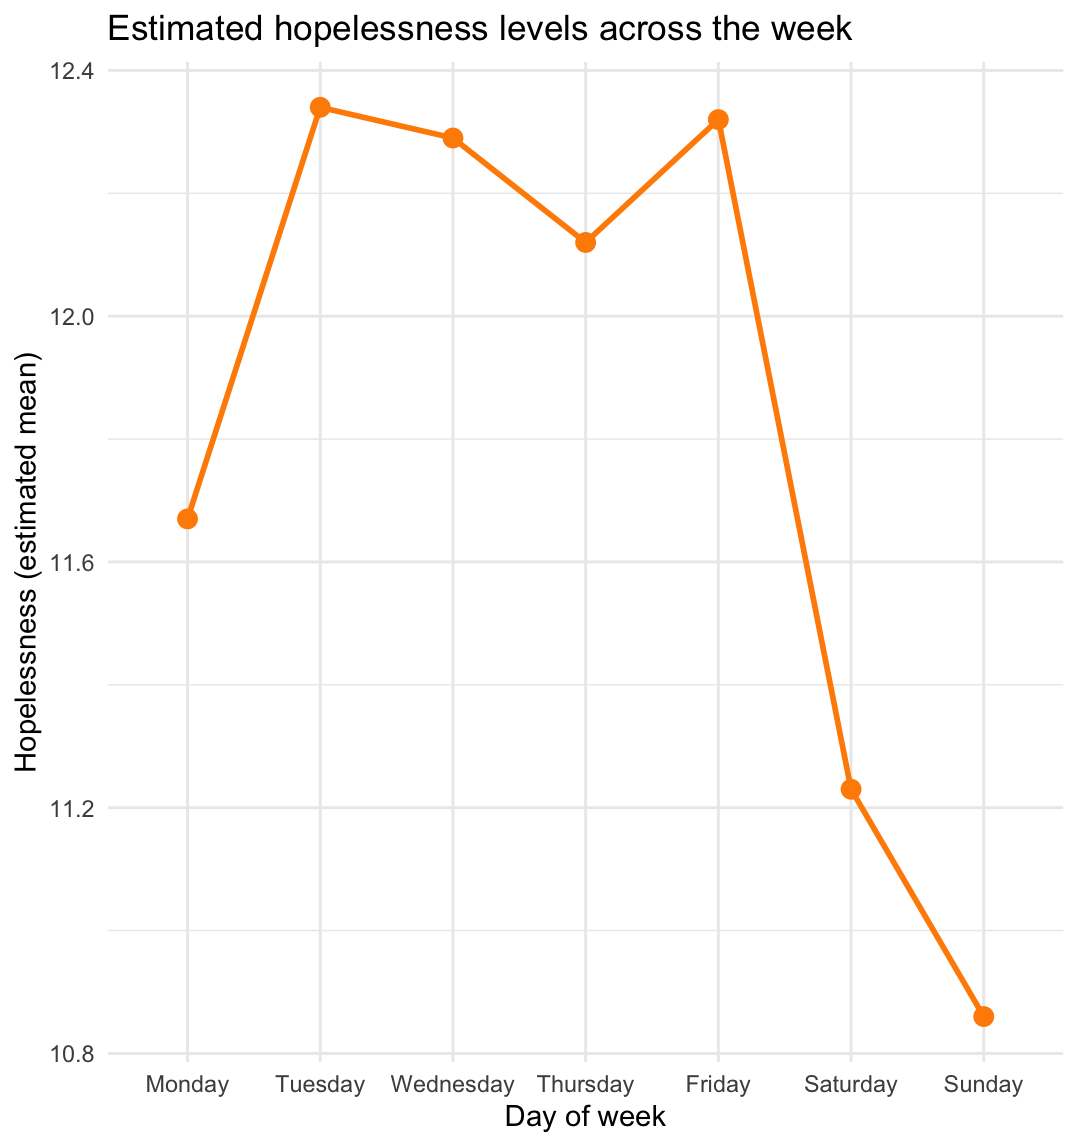 Estimated hopelessness levels across the week
Hopelessness (estimated mean)
12.4
12.0
11.6
11.2
10.8
Monday Tuesday Wednesday Thursday Friday Saturday Sunday
Day of week